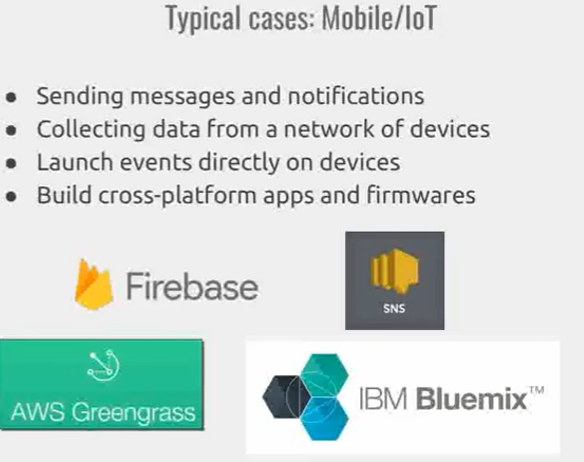 Typical cases: Mobile/IoT
● Sending messages and notifications
● Collecting data from a network of devices
● Launch events directly on devices
● Build cross-platform apps and firmwares
Firebase
SNS
AWS Greengrass
IBM Bluemix™